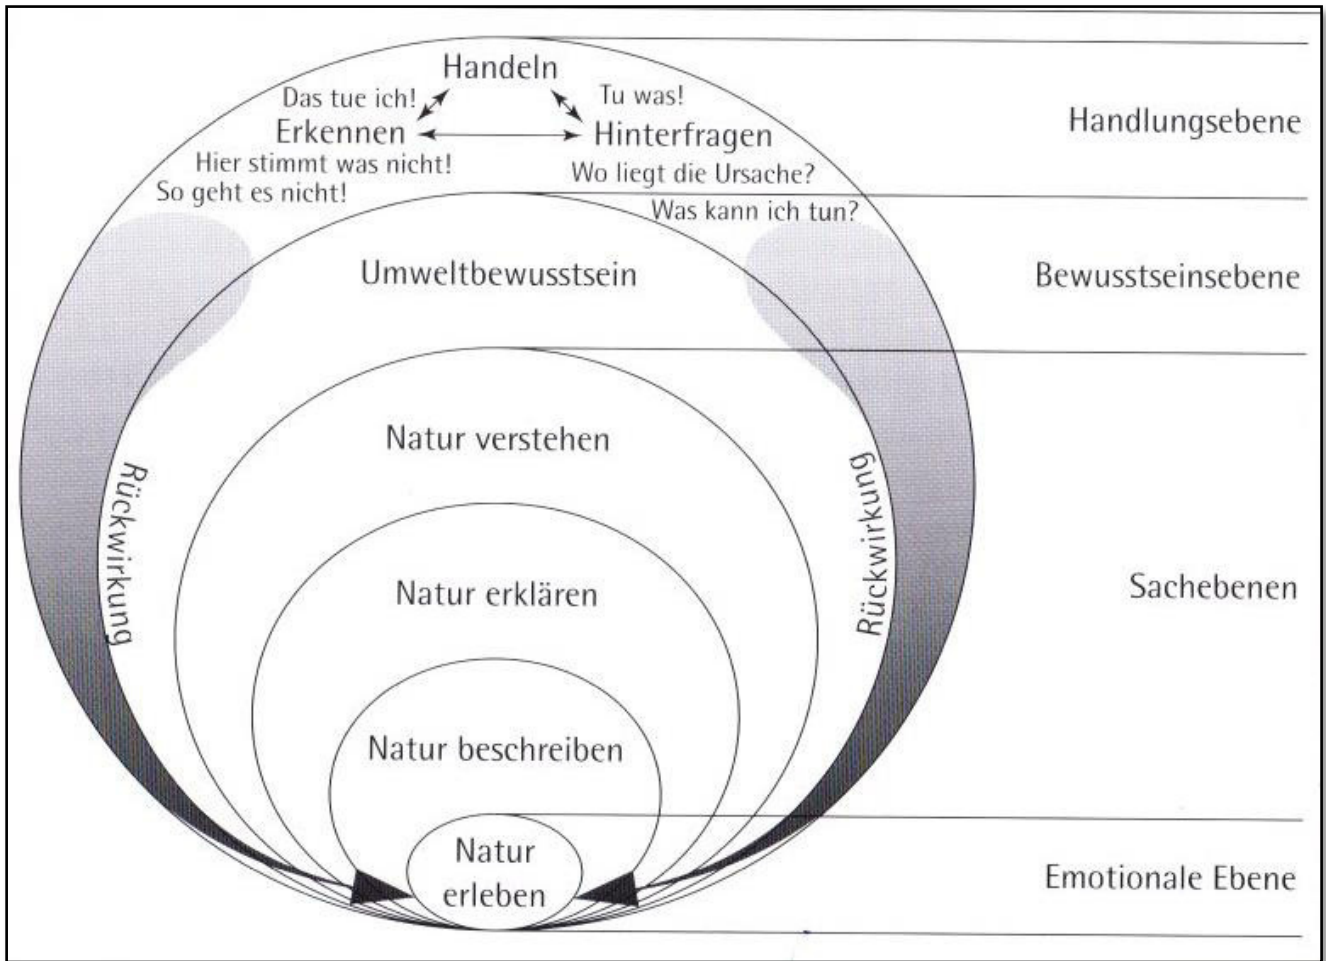 Handeln
Das tue ich!
Tu was!
Erkennen
Hinterfragen
Handlungsebene
Hier stimmt was nicht!
Wo liegt die Ursache?
So geht es nicht!
Was kann ich tun?
Umweltbewusstsein
Bewusstseinsebene
Natur verstehen
Rückwirkung
Rückwirkung
Natur erklären
Sachebenen
Natur beschreiben
Natur
erleben
Emotionale Ebene